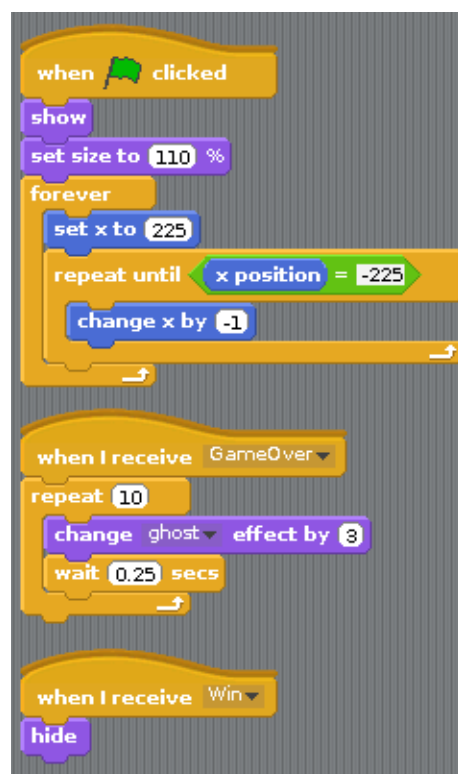 when clicked
show
set size to 110 %
forever
set x to 225
repeat until x position = -225
change x by -1
when I receive GameOver
repeat 10
change ghost effect by 3
wait 0.25 secs
when I receive Win
hide